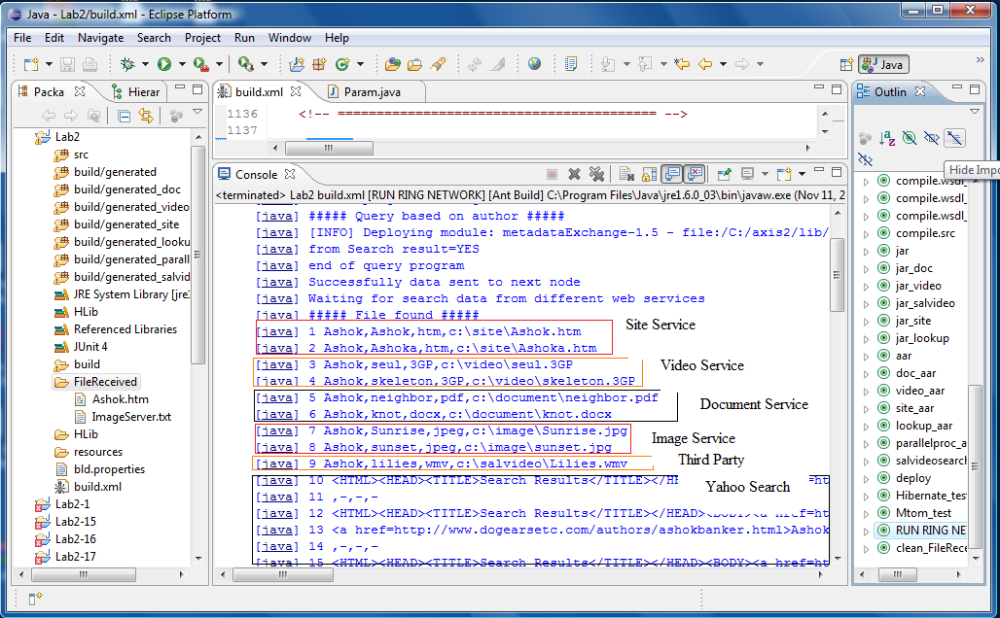 Java - Lab2/build.xml - Eclipse Platform
File Edit Navigate Search Project Run Window Help
Java
Packa
Hierar
build.xml
Param.java
Outlin
1136 <!-- ========================================= -->
1137
Hide Impo
Lab2
src
build/generated
build/generated_doc
build/generated_video
build/generated_site
build/generated_looku
build/generated_parall
build/generated_salvid
JRE System Library [jre
HLib
Referenced Libraries
JUnit 4
build
FileReceived
Ashok.htm
ImageServer.txt
HLib
resources
bld.properties
build.xml
Lab2-1
Lab2-15
Lab2-16
Lab2-17
Console
<terminated> Lab2 build.xml [RUN RING NETWORK] [Ant Build] C:\Program Files\Java\jre1.6.0_03\bin\javaw.exe (Nov 11, 2
[java] ##### Query based on author #####
[java] [INFO] Deploying module: metadataExchange-1.5 - file:/C:/axis2/lib/
[java] from Search result=YES
[java] end of query program
[java] Successfully data sent to next node
[java] Waiting for search data from different web services
[java] ##### File found #####
[java] 1 Ashok,Ashok,htm,c:\site\Ashok.htm
[java] 2 Ashok,Ashoka,htm,c:\site\Ashoka.htm
Site Service
[java] 3 Ashok,seul,3GP,c:\video\seul.3GP
[java] 4 Ashok,skeleton,3GP,c:\video\skeleton.3GP
Video Service
[java] 5 Ashok,neighbor,pdf,c:\document\neighbor.pdf
[java] 6 Ashok,knot,docx,c:\document\knot.docx
Document Service
[java] 7 Ashok,Sunrise,jpeg,c:\image\Sunrise.jpg
[java] 8 Ashok,sunset,jpeg,c:\image\sunset.jpg
Image Service
[java] 9 Ashok,lilies,wmv,c:\salvideo\Lilies.wmv
Third Party
[java] 10 <HTML><HEAD><TITLE>Search Results</TITLE></HE =ht
Yahoo Search
[java] 11 ,-,-,-
[java] 12 <HTML><HEAD><TITLE>Search Results</TITLE></HEAD><BODY><a href=ht
[java] 13 <a href=http://www.dogearsetc.com/authors/ashokbanker.html>Ashok
[java] 14 ,-,-,-
[java] 15 <HTML><HEAD><TITLE>Search Results</TITLE></HEAD><BODY><a href=ht
compile.wsdl_
compile.wsdl_
compile.wsdl_
compile.src
jar
jar_doc
jar_video
jar_salvideo
jar_site
jar_lookup
aar
doc_aar
video_aar
site_aar
lookup_aar
parallelproc_a
salvideosearch
deploy
Hibernate_tes
Mtom_test
RUN RING NE
clean_FileRece